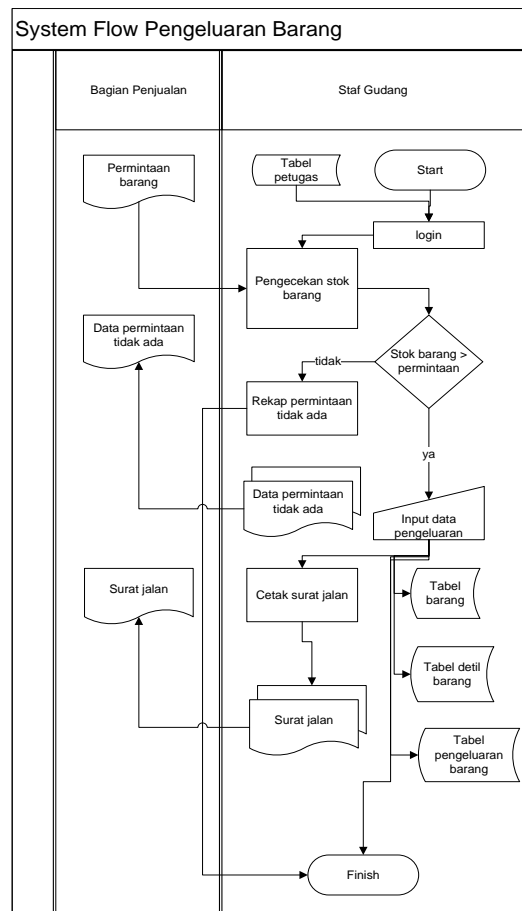 System Flow Pengeluaran Barang
Bagian Penjualan
Staf Gudang
Permintaan
barang
Tabel
petugas
Start
login
Pengecekan stok
barang
Data permintaan
tidak ada
Stok barang >
permintaan
tidak
Rekap permintaan
tidak ada
ya
Data permintaan
tidak ada
Input data
pengeluaran
Surat jalan
Cetak surat jalan
Tabel
barang
Tabel detil
barang
Surat jalan
Tabel
pengeluaran
barang
Finish